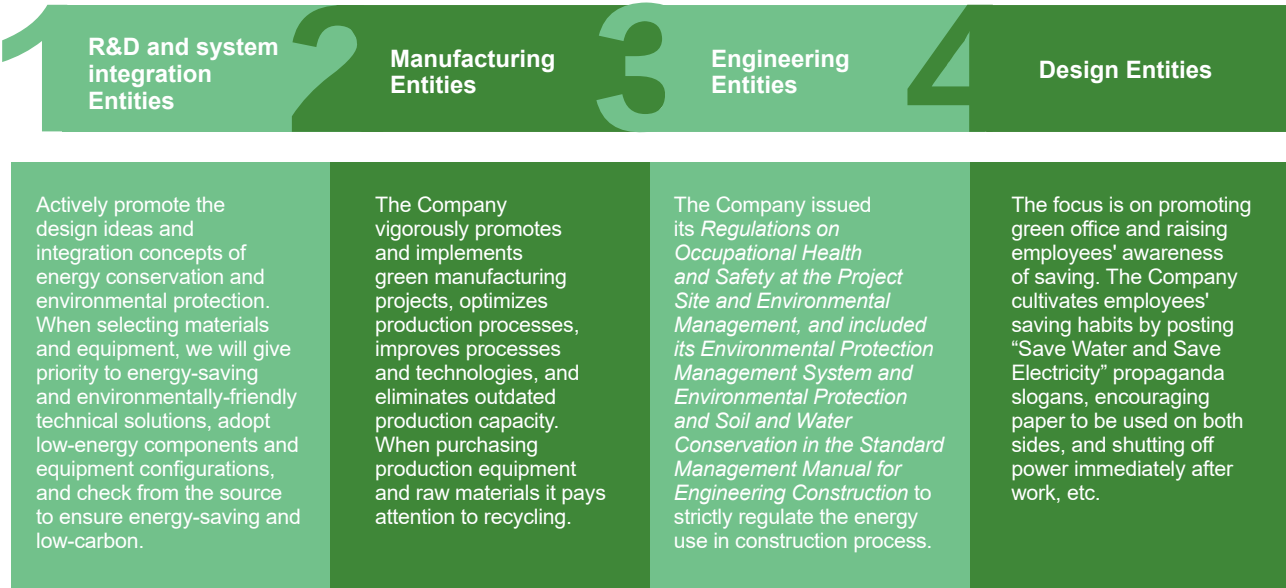 1
R&D and system
integration
Entities
2
Manufacturing
Entities
3
Engineering
Entities
4
Design Entities
Actively promote the
design ideas and
integration concepts of
energy conservation and
environmental protection.
When selecting materials
and equipment, we will give
priority to energy-saving
and environmentally-friendly
technical solutions, adopt
low-energy components and
equipment configurations,
and check from the source
to ensure energy-saving and
low-carbon.
The Company
vigorously promotes
and implements
green manufacturing
projects, optimizes
production processes,
improves processes
and technologies, and
eliminates outdated
production capacity.
When purchasing
production equipment
and raw materials it pays
attention to recycling.
The Company issued
its Regulations on
Occupational Health
and Safety at the Project
Site and Environmental
Management, and included
its Environmental Protection
Management System and
Environmental Protection
and Soil and Water
Conservation in the Standard
Management Manual for
Engineering Construction to
strictly regulate the energy
use in construction process.
The focus is on promoting
green office and raising
employees' awareness
of saving. The Company
cultivates employees'
saving habits by posting
“Save Water and Save
Electricity” propaganda
slogans, encouraging
paper to be used on both
sides, and shutting off
power immediately after
work, etc.